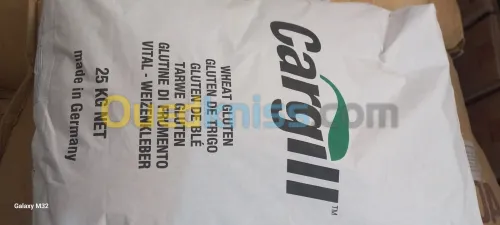 Cargill™
WHEAT GLUTEN
GLUTEN DE TRIGO
GLUTEN DE BLÉ
TARWE GLUTEN
GLUTINE DI FRUMENTO
VITAL - WEIZENKLEBER
25 KG NET
made in Germany
Ouedkniss.com
Galaxy M32